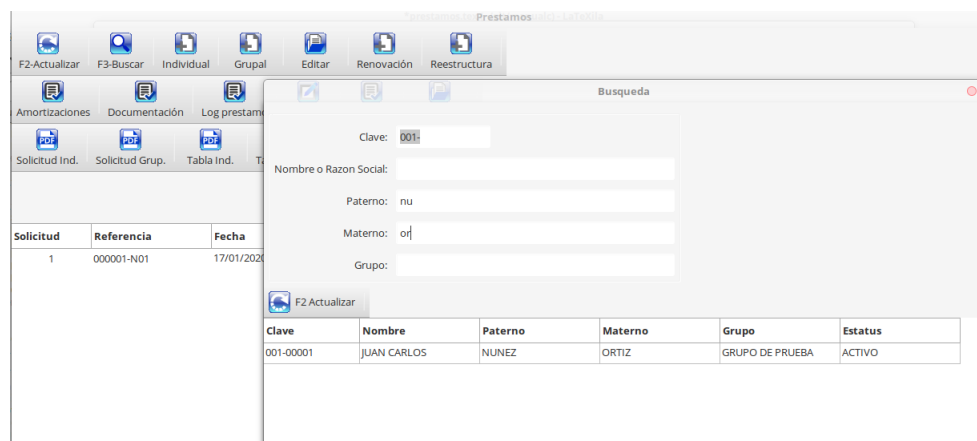 Prestamos
F2-Actualizar F3-Buscar Individual Grupal Editar Renovación Reestructura
Amortizaciones Documentación Log prestam
Solicitud Ind. Solicitud Grup. Tabla Ind.
Solicitud Referencia Fecha
1 000001-N01 17/01/2020
Busqueda
Clave: 001-
Nombre o Razon Social:
Paterno: nu
Materno: or
Grupo:
F2 Actualizar
Clave Nombre Paterno Materno Grupo Estatus
001-00001 JUAN CARLOS NUNEZ ORTIZ GRUPO DE PRUEBA ACTIVO